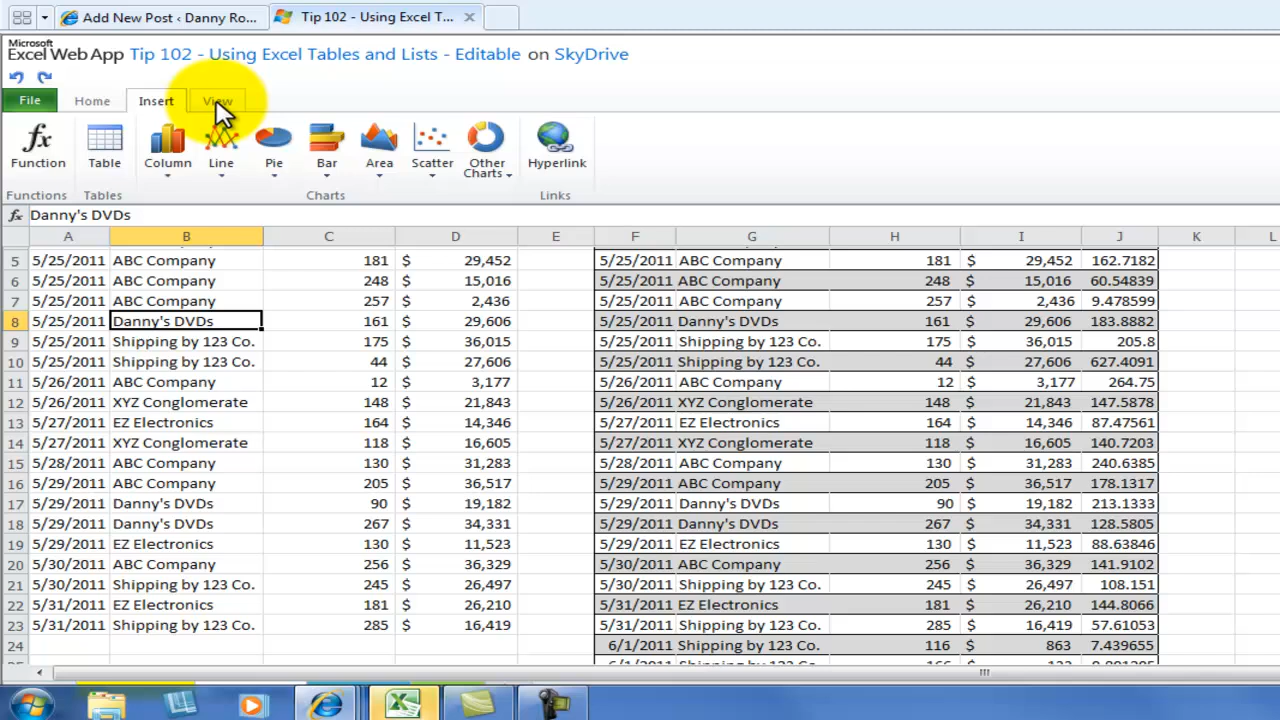 Add New Post ‹ Danny Ro...
Tip 102 - Using Excel T...
Microsoft
Excel Web App Tip 102 - Using Excel Tables and Lists - Editable on SkyDrive
File Home Insert View
fx
Function Table Column Line Pie Bar Area Scatter Other Charts Hyperlink
Functions Tables Charts Links
fx Danny's DVDs
A B C D E F G H I J K L
5 5/25/2011 ABC Company 181 $ 29,452 5/25/2011 ABC Company 181 $ 29,452 162.7182
6 5/25/2011 ABC Company 248 $ 15,016 5/25/2011 ABC Company 248 $ 15,016 60.54839
7 5/25/2011 ABC Company 257 $ 2,436 5/25/2011 ABC Company 257 $ 2,436 9.478599
8 5/25/2011 Danny's DVDs 161 $ 29,606 5/25/2011 Danny's DVDs 161 $ 29,606 183.8882
9 5/25/2011 Shipping by 123 Co. 175 $ 36,015 5/25/2011 Shipping by 123 Co. 175 $ 36,015 205.8
10 5/25/2011 Shipping by 123 Co. 44 $ 27,606 5/25/2011 Shipping by 123 Co. 44 $ 27,606 627.4091
11 5/26/2011 ABC Company 12 $ 3,177 5/26/2011 ABC Company 12 $ 3,177 264.75
12 5/26/2011 XYZ Conglomerate 148 $ 21,843 5/26/2011 XYZ Conglomerate 148 $ 21,843 147.5878
13 5/27/2011 EZ Electronics 164 $ 14,346 5/27/2011 EZ Electronics 164 $ 14,346 87.47561
14 5/27/2011 XYZ Conglomerate 118 $ 16,605 5/27/2011 XYZ Conglomerate 118 $ 16,605 140.7203
15 5/28/2011 ABC Company 130 $ 31,283 5/28/2011 ABC Company 130 $ 31,283 240.6385
16 5/29/2011 ABC Company 205 $ 36,517 5/29/2011 ABC Company 205 $ 36,517 178.1317
17 5/29/2011 Danny's DVDs 90 $ 19,182 5/29/2011 Danny's DVDs 90 $ 19,182 213.1333
18 5/29/2011 Danny's DVDs 267 $ 34,331 5/29/2011 Danny's DVDs 267 $ 34,331 128.5805
19 5/29/2011 EZ Electronics 130 $ 11,523 5/29/2011 EZ Electronics 130 $ 11,523 88.63846
20 5/30/2011 ABC Company 256 $ 36,329 5/30/2011 ABC Company 256 $ 36,329 141.9102
21 5/30/2011 Shipping by 123 Co. 245 $ 26,497 5/30/2011 Shipping by 123 Co. 245 $ 26,497 108.151
22 5/31/2011 EZ Electronics 181 $ 26,210 5/31/2011 EZ Electronics 181 $ 26,210 144.8066
23 5/31/2011 Shipping by 123 Co. 285 $ 16,419 5/31/2011 Shipping by 123 Co. 285 $ 16,419 57.61053
24 6/1/2011 Shipping by 123 Co. 116 $ 863 7.439655